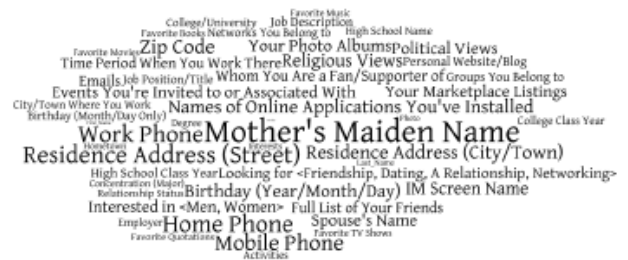 Favorite Music
College/University Job Description
Favorite Books Networks You Belong to High School Name
Favorite Movies Zip Code Your Photo Albums Political Views
Time Period When You Work There Religious Views Personal Website/Blog
Emails Job Position/Title Whom You Are a Fan/Supporter of Groups You Belong to
Events You're Invited to or Associated With Your Marketplace Listings
City/Town Where You Work Names of Online Applications You've Installed
Birthday (Month/Day Only) Degree Photo College Class Year
Work Phone Mother's Maiden Name
Hometown Interests
Residence Address (Street) Residence Address (City/Town)
Last_Name
High School Class Year Looking for <Friendship, Dating, A Relationship, Networking>
Concentration (Major)
Relationship Status Birthday (Year/Month/Day) IM Screen Name
Interested in <Men, Women> Full List of Your Friends
Employer Home Phone Spouse's Name
Favorite Quotations Mobile Phone Favorite TV Shows
Activities